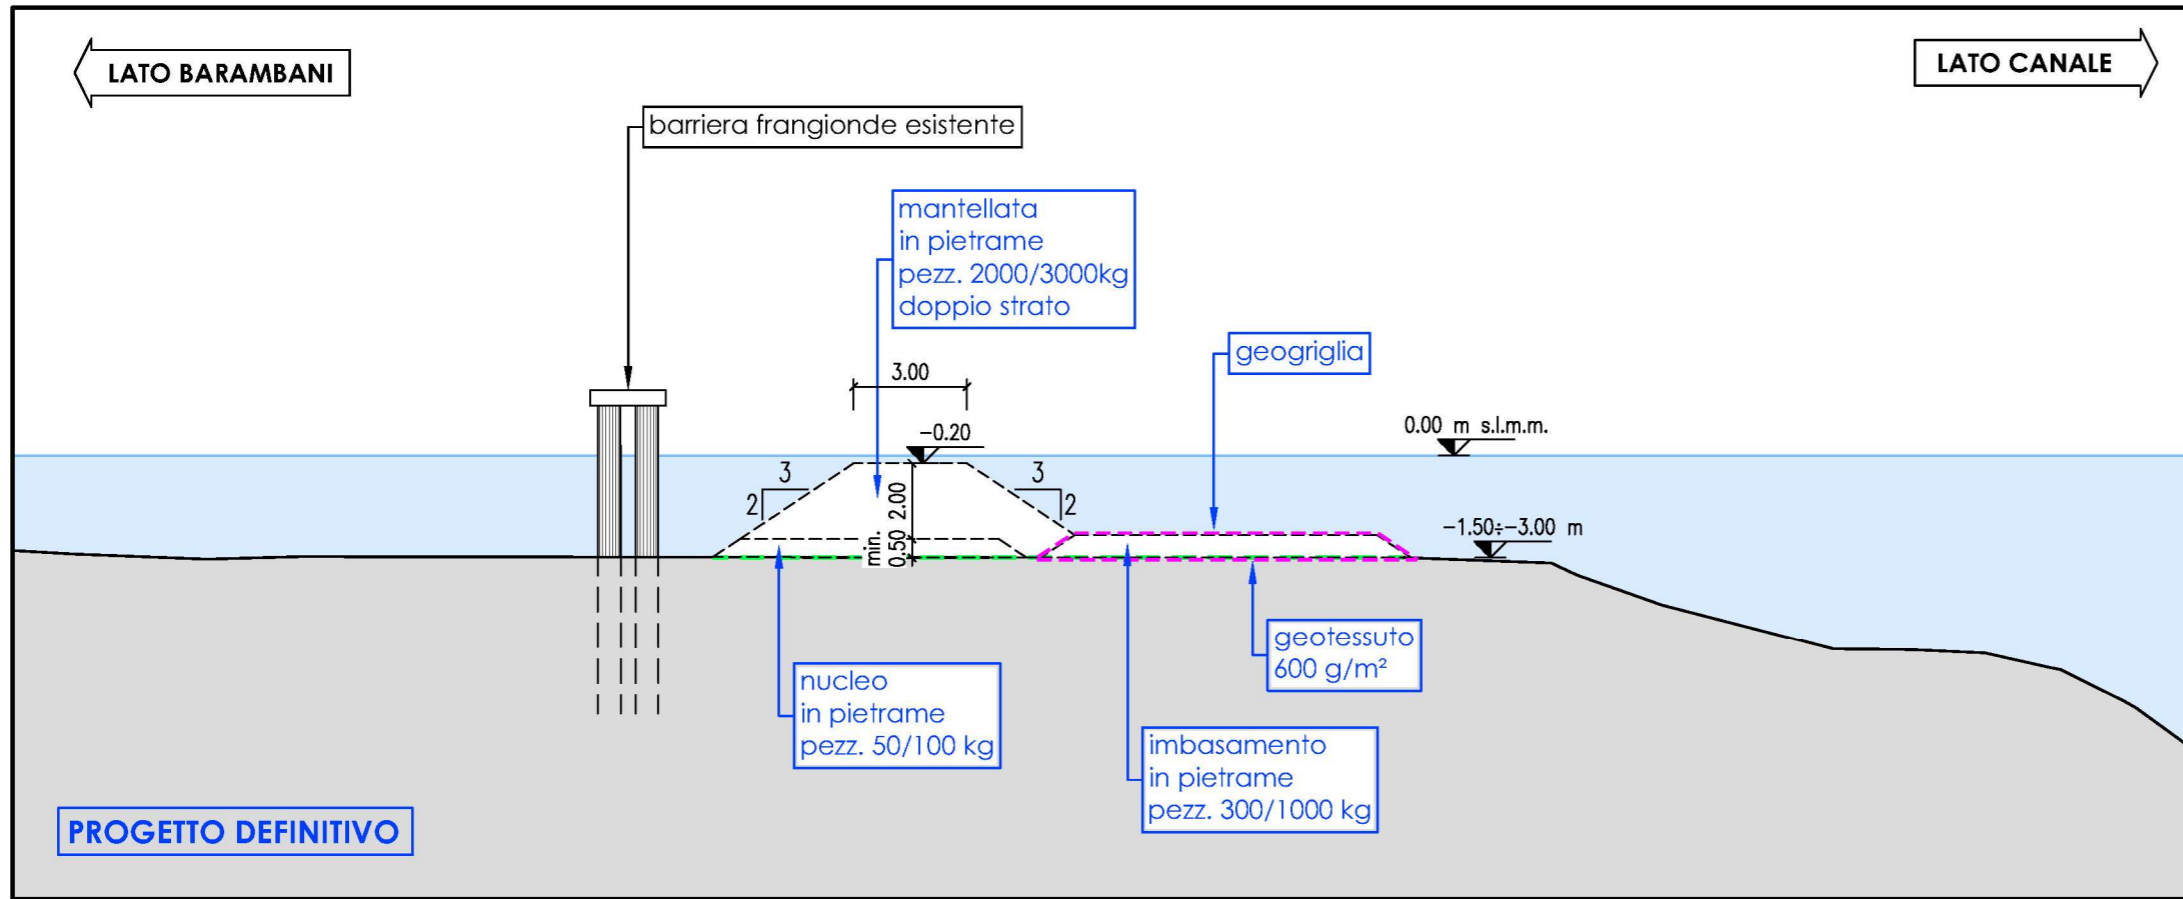 LATO BARAMBANI
LATO CANALE
barriera frangionde esistente
mantellata
in pietrame
pezz. 2000/3000kg
doppio strato
geogriglia
3.00
-0.20
0.00 m s.l.m.m.
3
2
3
2
2.00
min.
0.50
-1.50÷-3.00 m
geotessuto
600 g/m²
nucleo
in pietrame
pezz. 50/100 kg
imbasamento
in pietrame
pezz. 300/1000 kg
PROGETTO DEFINITIVO